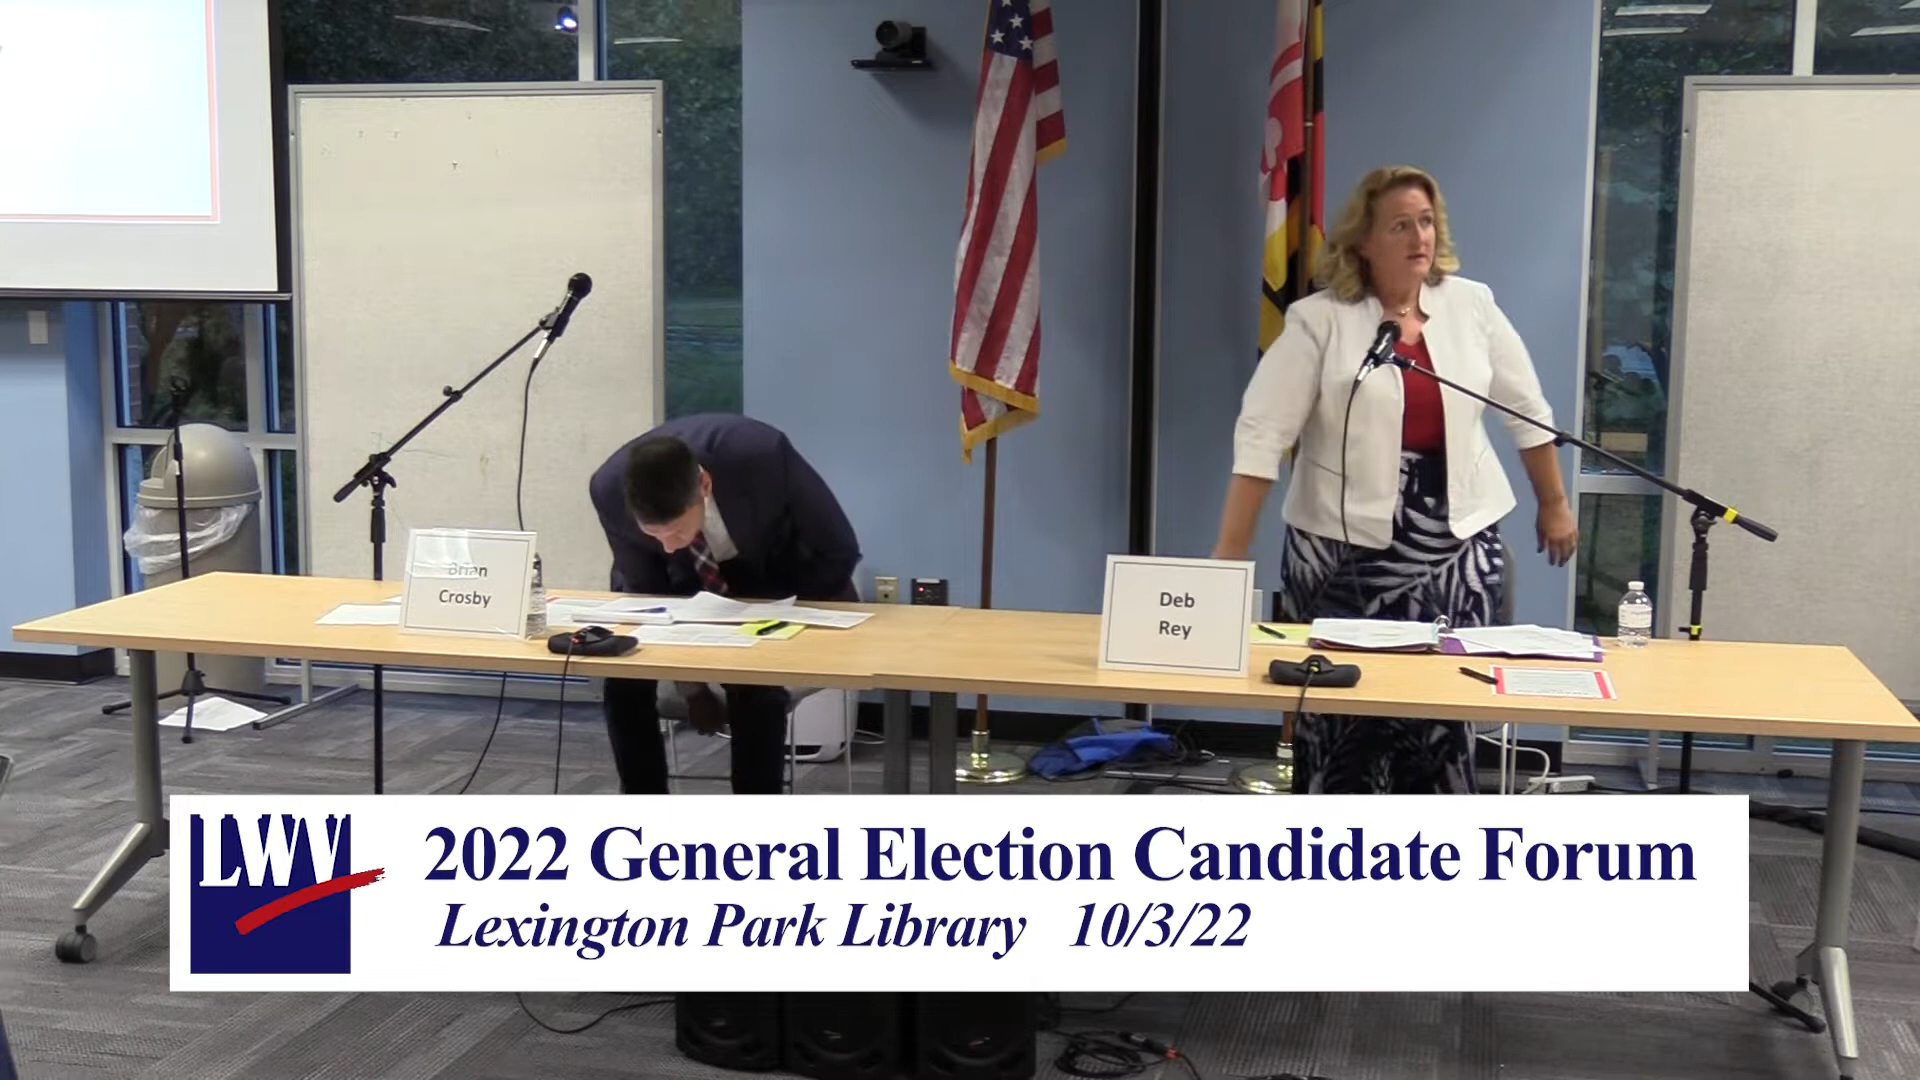 Brian
Crosby
Deb
Rey
LWV
2022 General Election Candidate Forum
Lexington Park Library 10/3/22